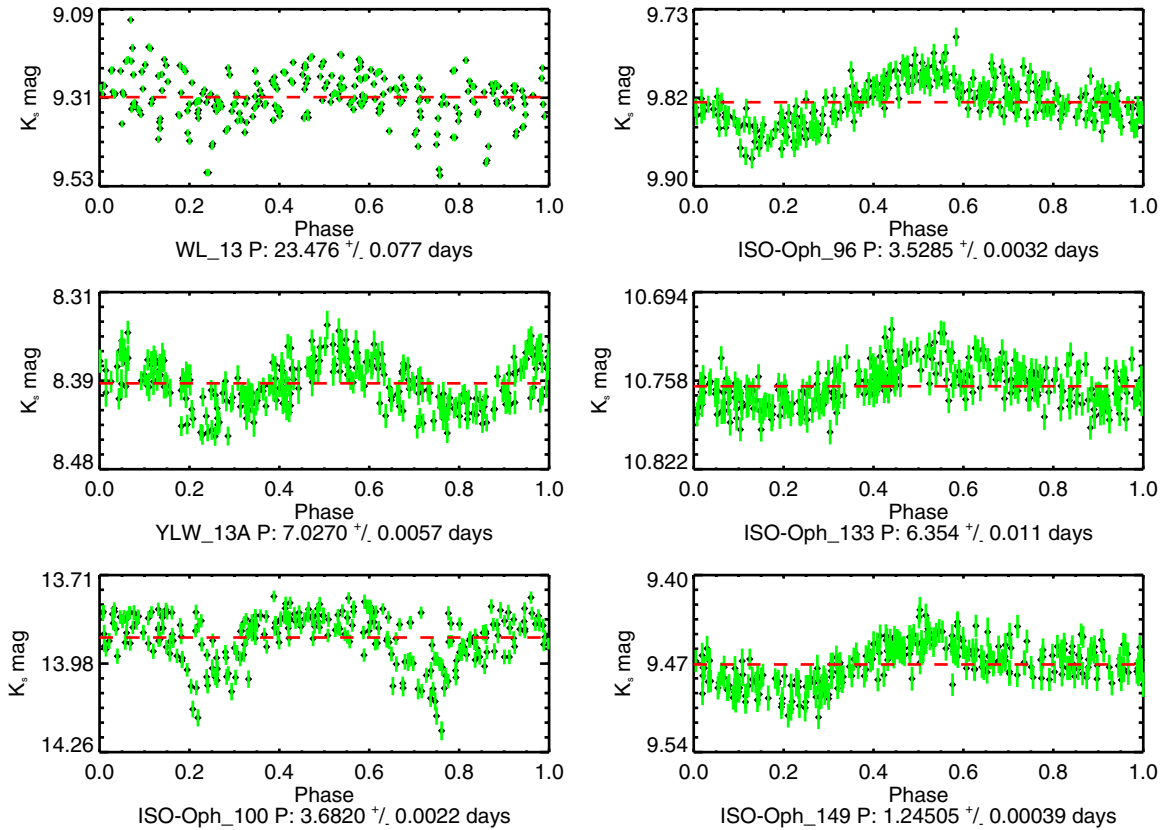 9.09
K_s mag
9.31
9.53
0.0 0.2 0.4 0.6 0.8 1.0
Phase
WL_13 P: 23.476 +/- 0.077 days
9.73
K_s mag
9.82
9.90
0.0 0.2 0.4 0.6 0.8 1.0
Phase
ISO-Oph_96 P: 3.5285 +/- 0.0032 days
8.31
K_s mag
8.39
8.48
0.0 0.2 0.4 0.6 0.8 1.0
Phase
YLW_13A P: 7.0270 +/- 0.0057 days
10.694
K_s mag
10.758
10.822
0.0 0.2 0.4 0.6 0.8 1.0
Phase
ISO-Oph_133 P: 6.354 +/- 0.011 days
13.71
K_s mag
13.98
14.26
0.0 0.2 0.4 0.6 0.8 1.0
Phase
ISO-Oph_100 P: 3.6820 +/- 0.0022 days
9.40
K_s mag
9.47
9.54
0.0 0.2 0.4 0.6 0.8 1.0
Phase
ISO-Oph_149 P: 1.24505 +/- 0.00039 days